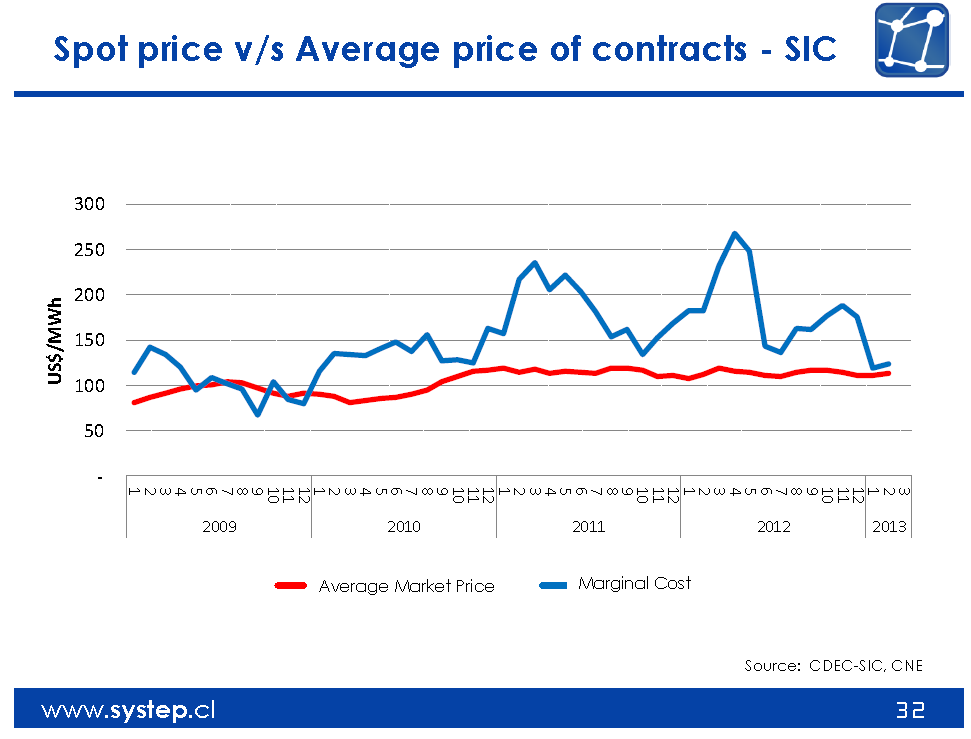 Spot price v/s Average price of contracts - SIC
300
250
200
150
100
50
-
US$/MWh
1 2 3 4 5 6 7 8 9 10 11 12 1 2 3 4 5 6 7 8 9 10 11 12 1 2 3 4 5 6 7 8 9 10 11 12 1 2 3 4 5 6 7 8 9 10 11 12 1 2 3
2009 2010 2011 2012 2013
Average Market Price Marginal Cost
Source: CDEC-SIC, CNE
www.systep.cl 32